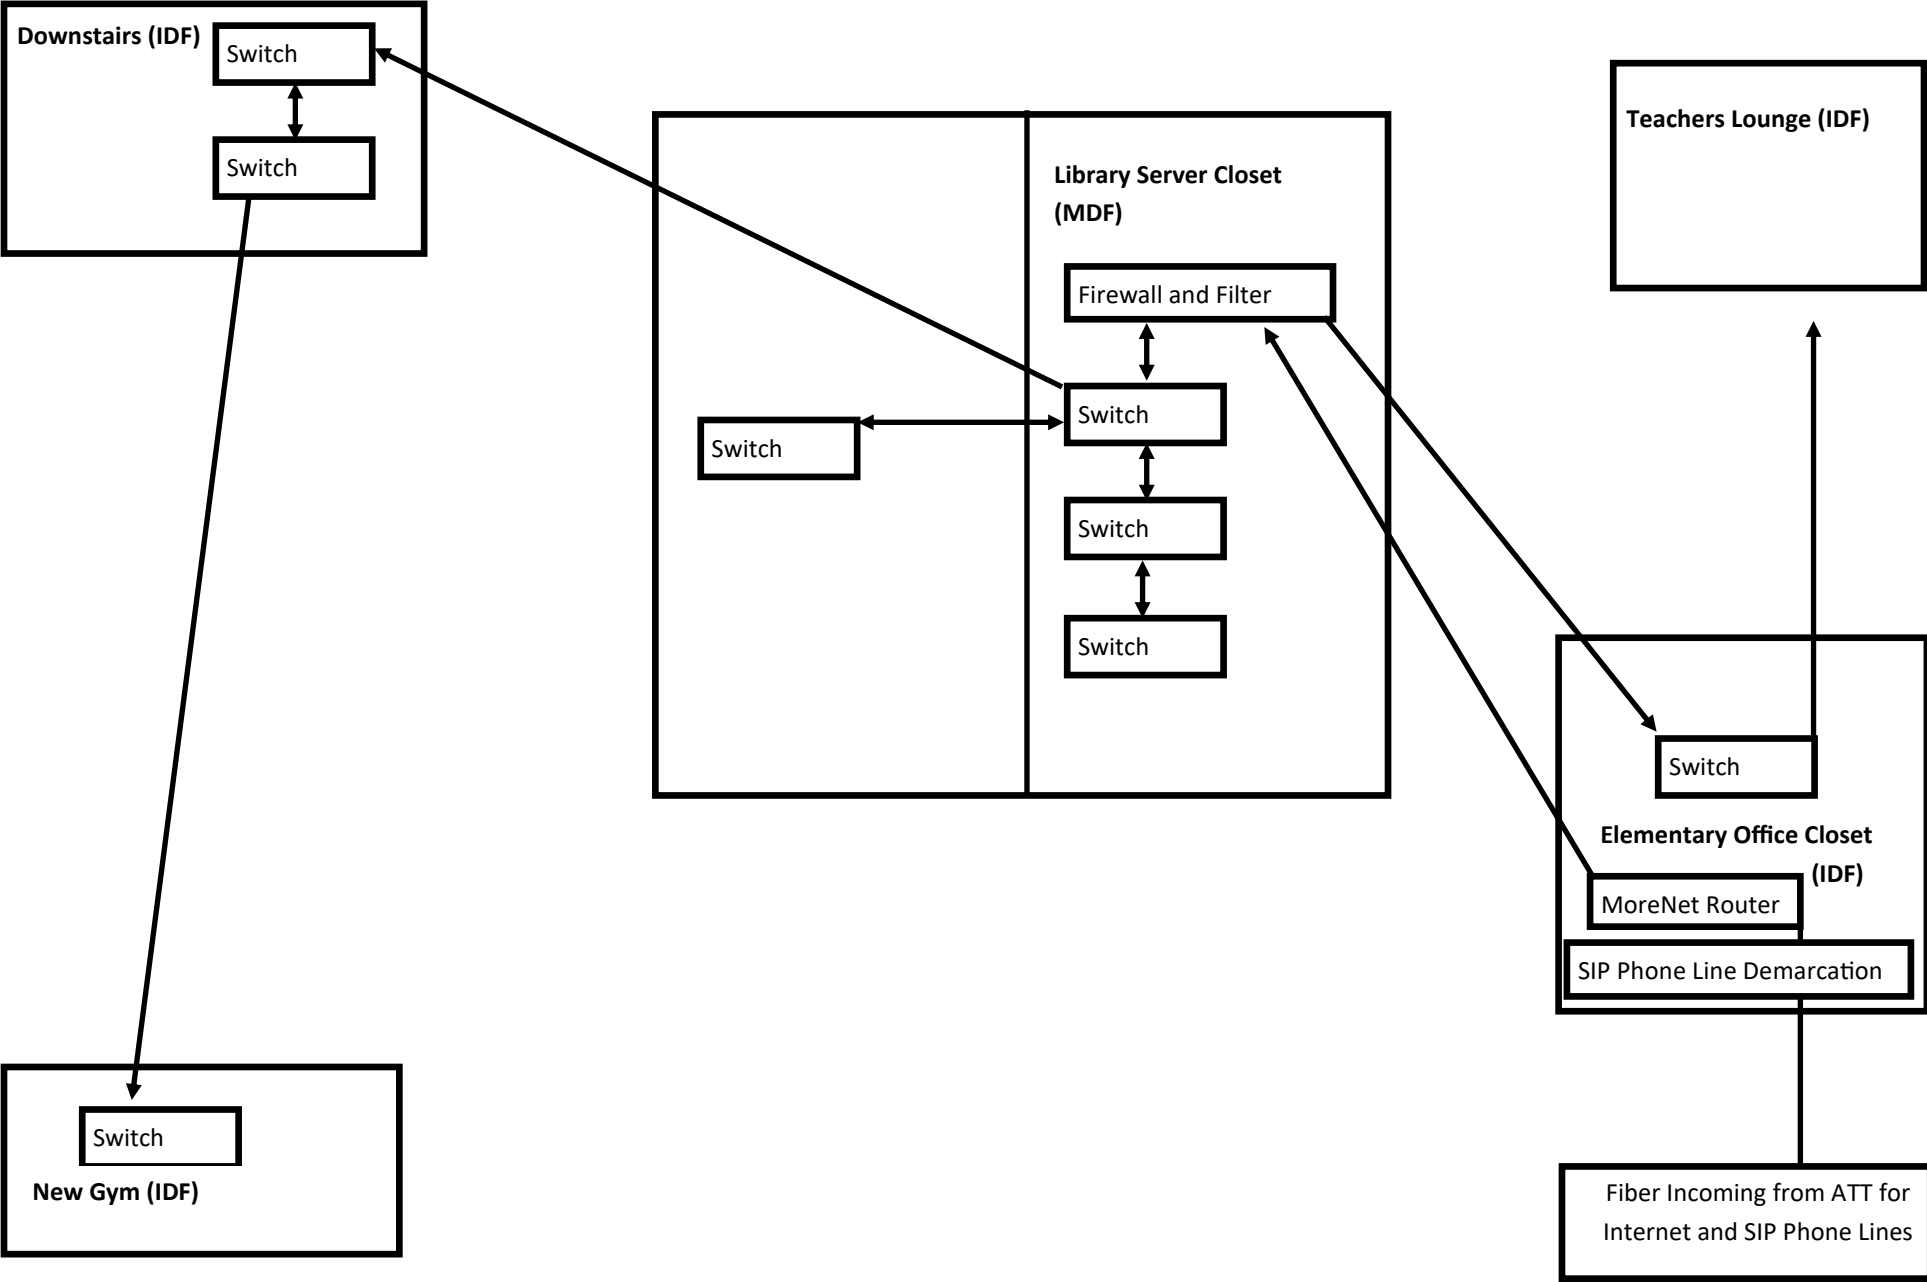 Downstairs (IDF)
Switch
Switch
Teachers Lounge (IDF)
Library Server Closet
(MDF)
Firewall and Filter
Switch
Switch
Switch
Switch
Switch
Elementary Office Closet
(IDF)
MoreNet Router
SIP Phone Line Demarcation
Switch
New Gym (IDF)
Fiber Incoming from ATT for
Internet and SIP Phone Lines